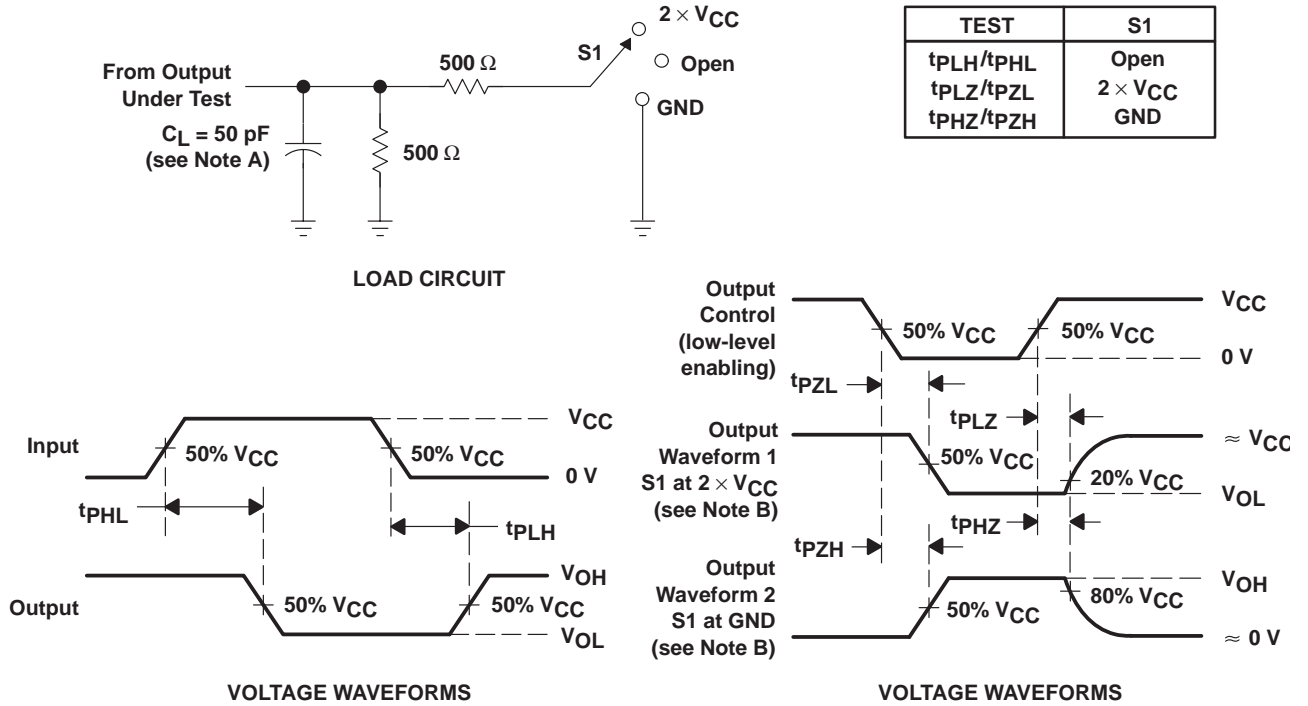 2 × VCC
S1
Open
GND
500 Ω
From Output
Under Test
CL = 50 pF
(see Note A)
500 Ω
LOAD CIRCUIT
TEST S1
tPLH/tPHL Open
tPLZ/tPZL 2 × VCC
tPHZ/tPZH GND
Input
50% VCC
50% VCC
VCC
0 V
tPHL
tPLH
Output
50% VCC
50% VCC
VOH
VOL
VOLTAGE WAVEFORMS
Output
Control
(low-level
enabling)
50% VCC
50% VCC
VCC
0 V
tPZL
tPLZ
Output
Waveform 1
S1 at 2 × VCC
(see Note B)
50% VCC
20% VCC
≈ VCC
VOL
tPHZ
tPZH
Output
Waveform 2
S1 at GND
(see Note B)
50% VCC
80% VCC
VOH
≈ 0 V
VOLTAGE WAVEFORMS